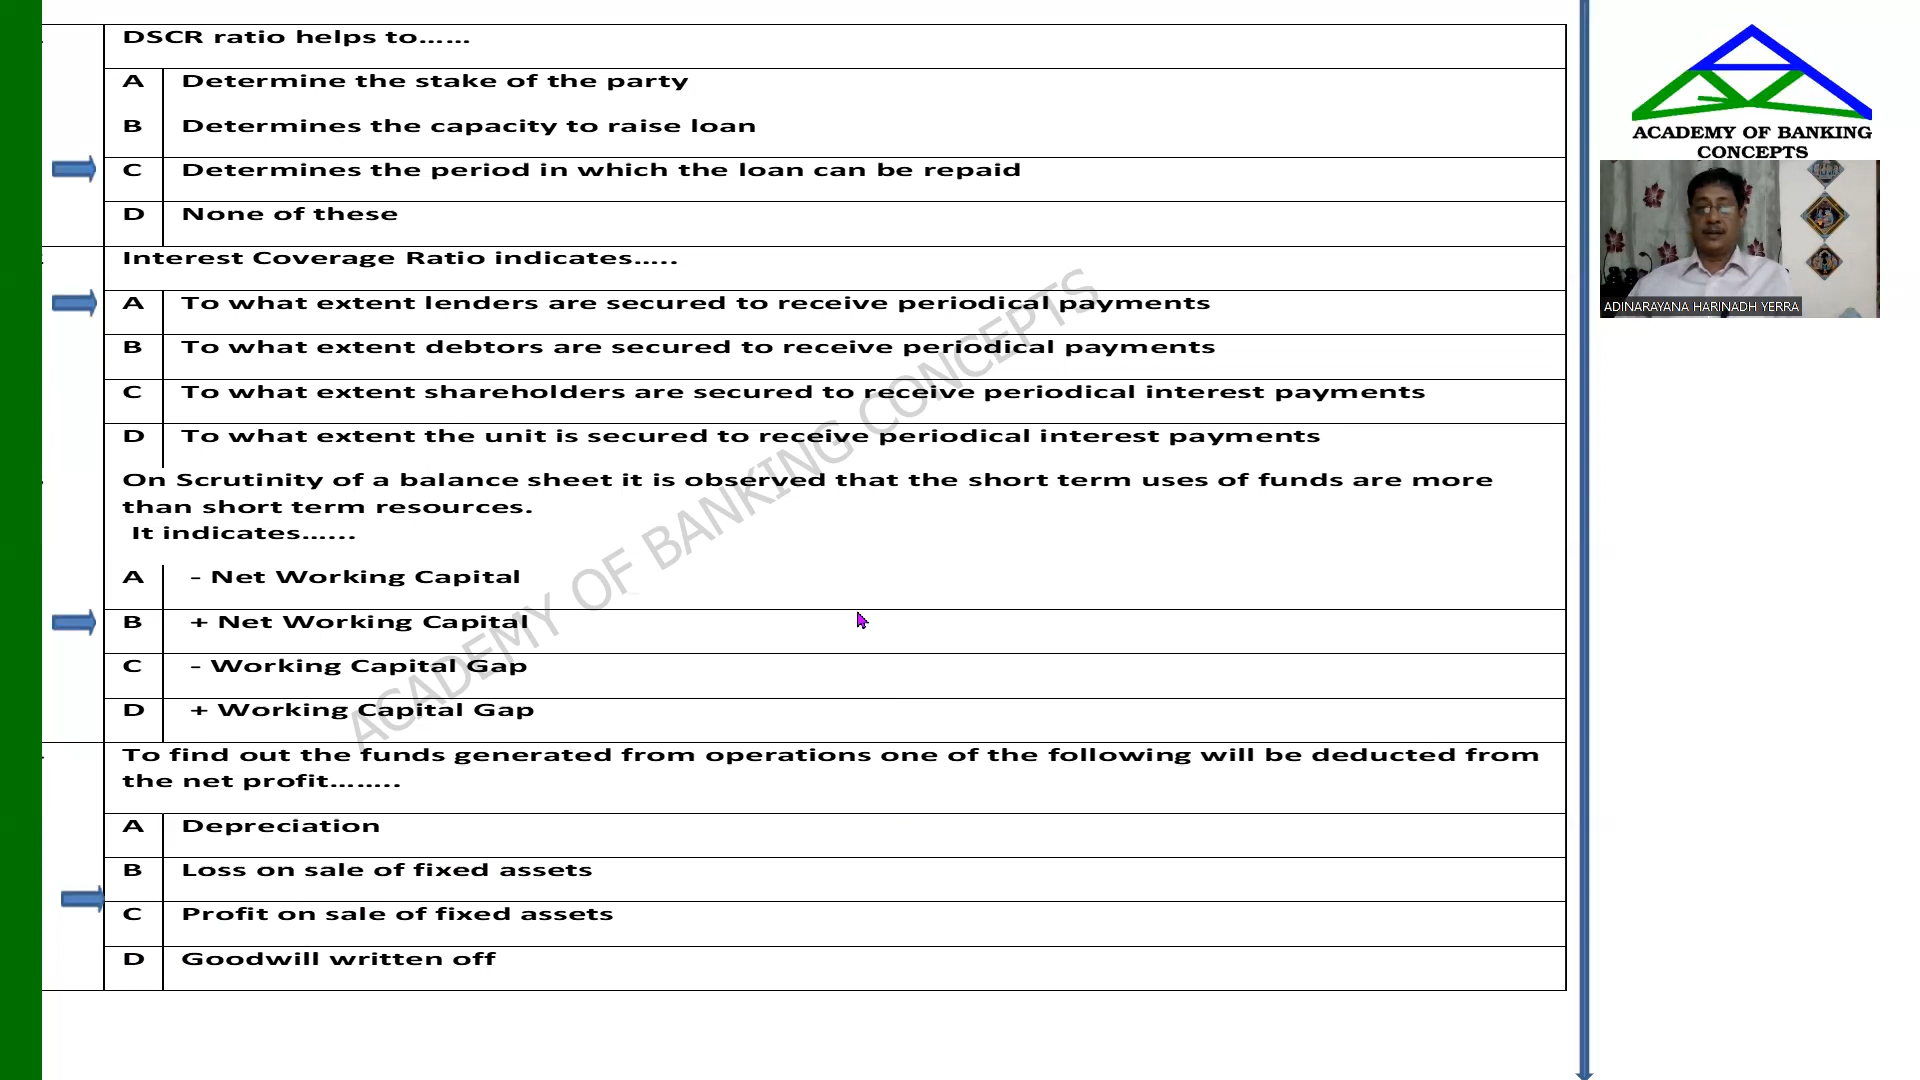 DSCR ratio helps to......
A Determine the stake of the party
B Determines the capacity to raise loan
C Determines the period in which the loan can be repaid
D None of these
Interest Coverage Ratio indicates.....
A To what extent lenders are secured to receive periodical payments
B To what extent debtors are secured to receive periodical payments
C To what extent shareholders are secured to receive periodical interest payments
D To what extent the unit is secured to receive periodical interest payments
On Scrutinity of a balance sheet it is observed that the short term uses of funds are more
than short term resources.
It indicates......
A - Net Working Capital
B + Net Working Capital
C - Working Capital Gap
D + Working Capital Gap
To find out the funds generated from operations one of the following will be deducted from
the net profit........
A Depreciation
B Loss on sale of fixed assets
C Profit on sale of fixed assets
D Goodwill written off
ACADEMY OF BANKING CONCEPTS
ACADEMY OF BANKING
CONCEPTS
ADINARAYANA HARINADH YERRA